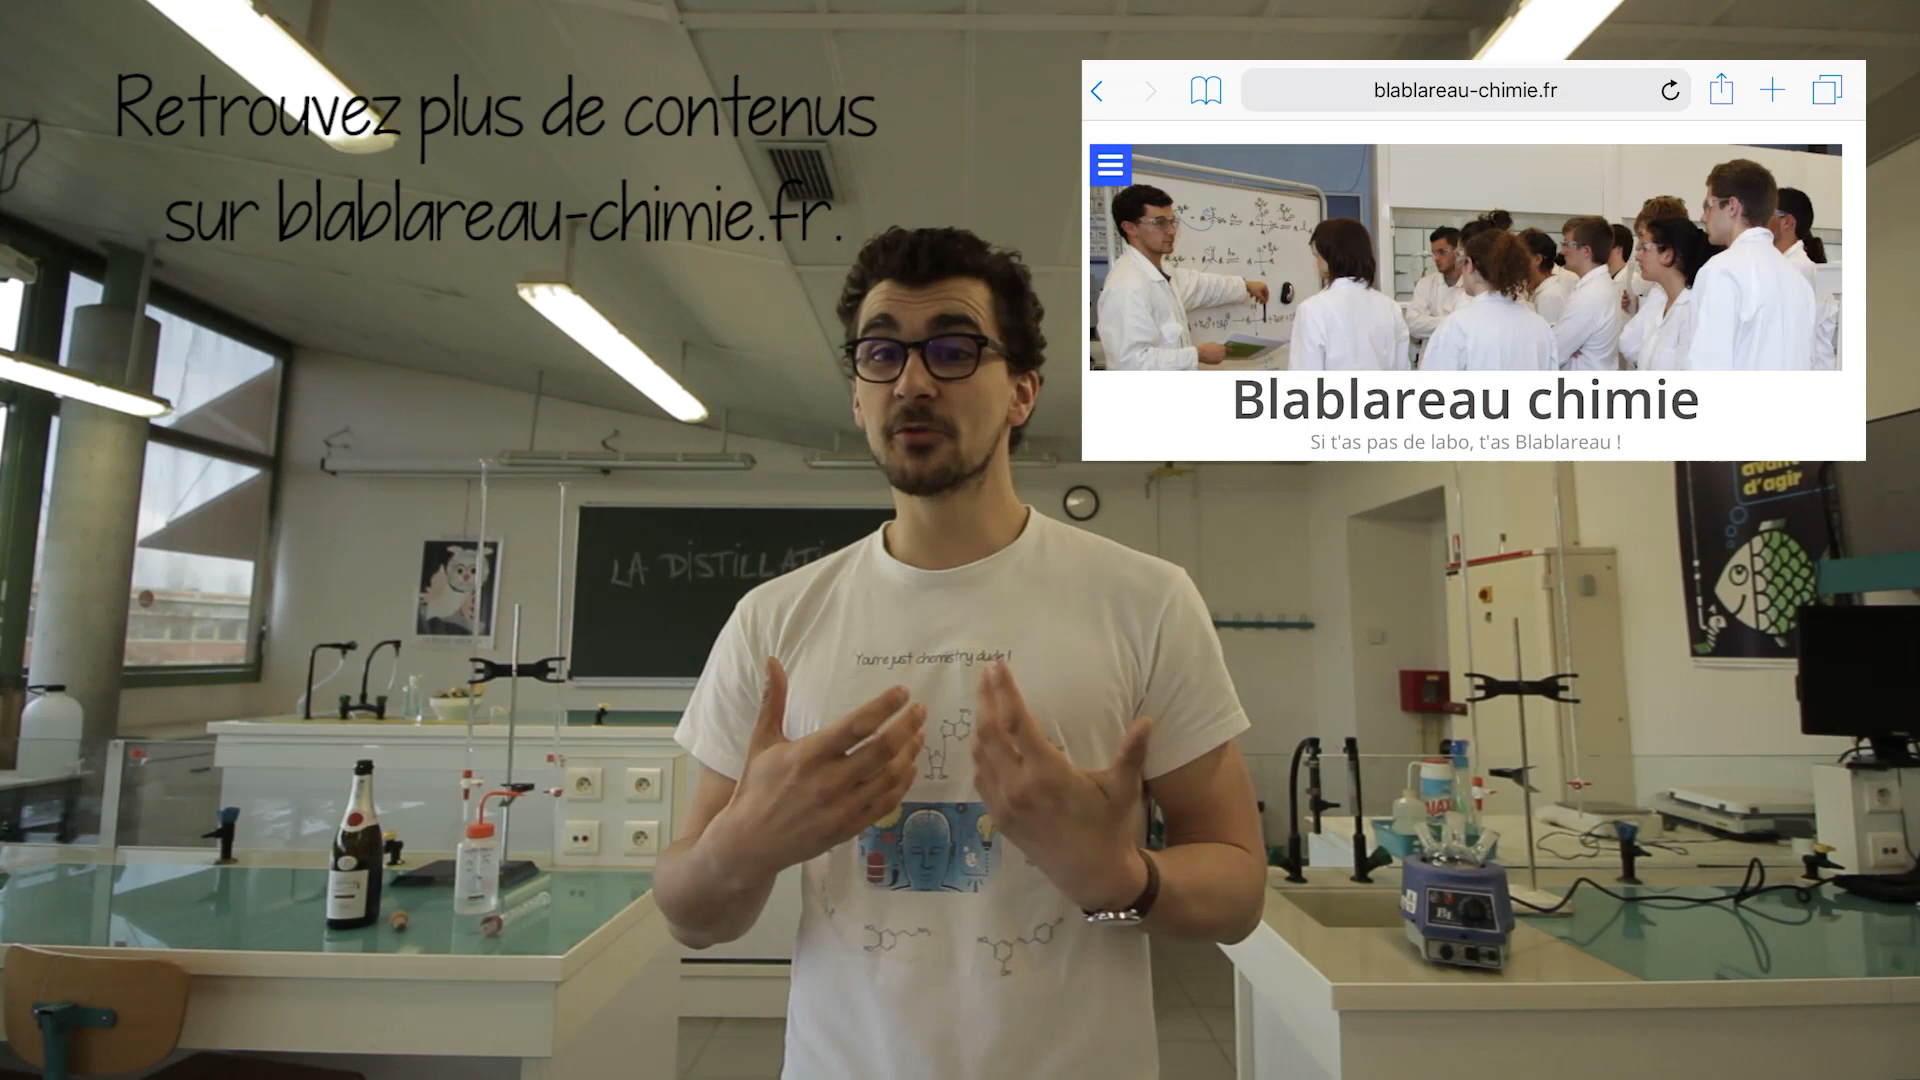 Retrouvez plus de contenus
sur blablareau-chimie.fr.
blablareau-chimie.fr
Blablareau chimie
Si t'as pas de labo, t'as Blablareau !
avant
d'agir
LA DISTILLATI
You're just chemistry dude !